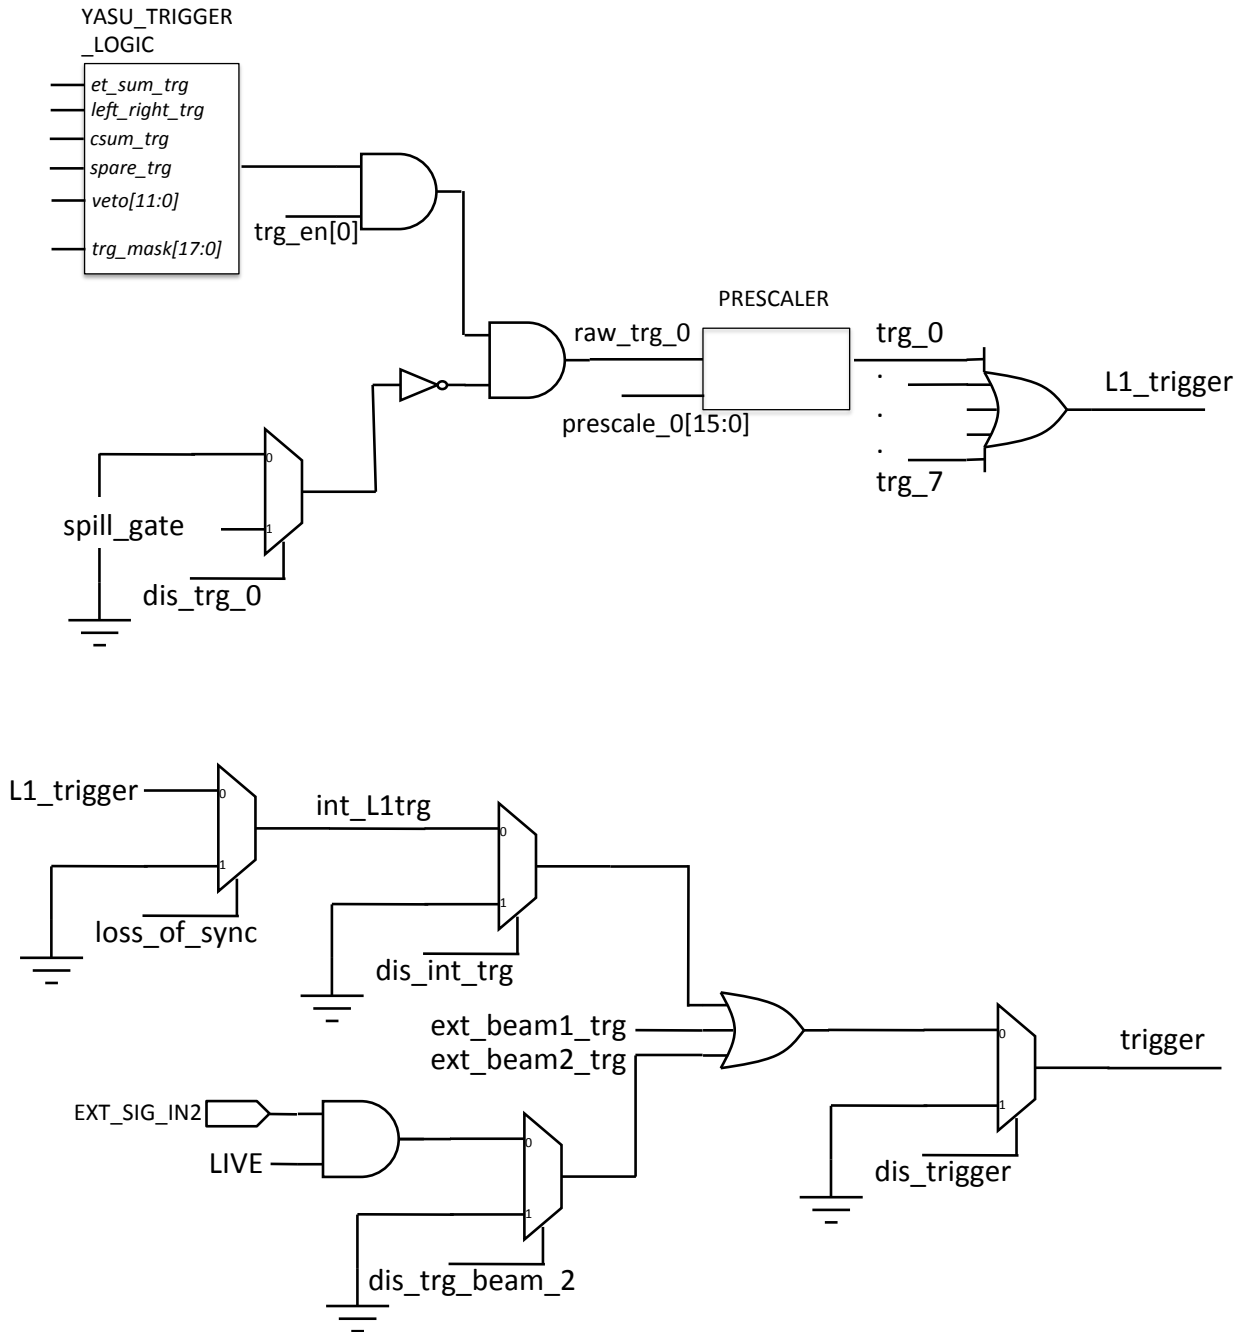 YASU_TRIGGER
_LOGIC
et_sum_trg
left_right_trg
csum_trg
spare_trg
veto[11:0]
trg_mask[17:0]
trg_en[0]
PRESCALER
raw_trg_0
trg_0
.
L1_trigger
.
prescale_0[15:0]
.
trg_7
0
spill_gate
1
dis_trg_0
L1_trigger
0
int_L1trg
0
1
loss_of_sync
1
dis_int_trg
ext_beam1_trg
0
trigger
ext_beam2_trg
EXT_SIG_IN2
1
0
LIVE
dis_trigger
1
dis_trg_beam_2